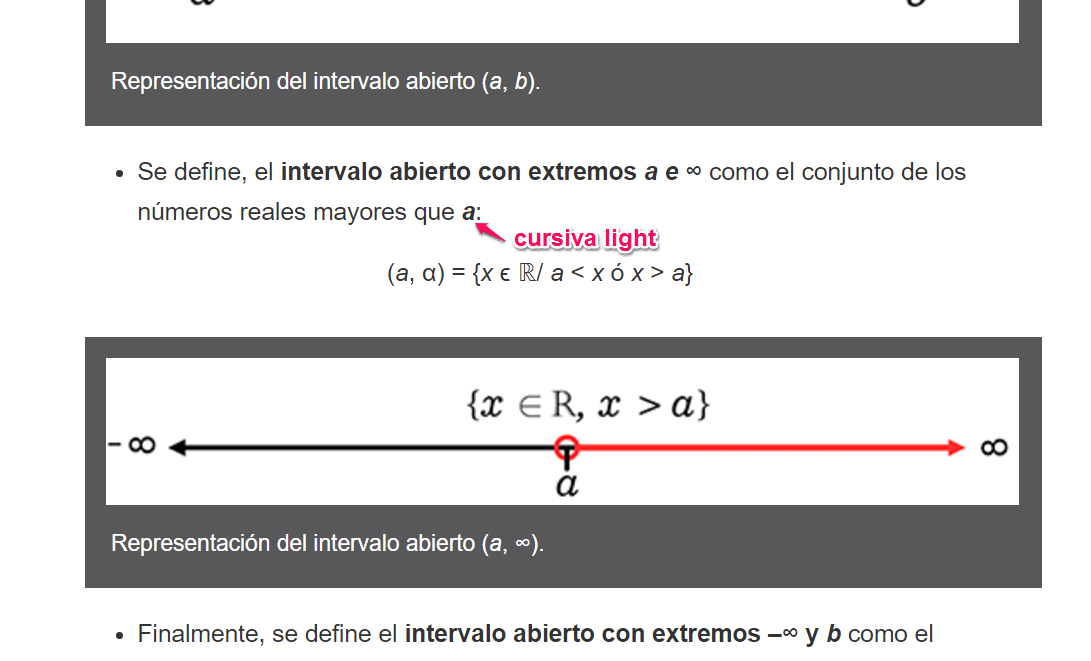 Representación del intervalo abierto (a, b).
• Se define, el intervalo abierto con extremos a e ∞ como el conjunto de los
números reales mayores que a:
cursiva light
(a, α) = {x ϵ ℝ/ a < x ó x > a}
{x ∈ R, x > a}
- ∞
∞
a
Representación del intervalo abierto (a, ∞).
• Finalmente, se define el intervalo abierto con extremos –∞ y b como el